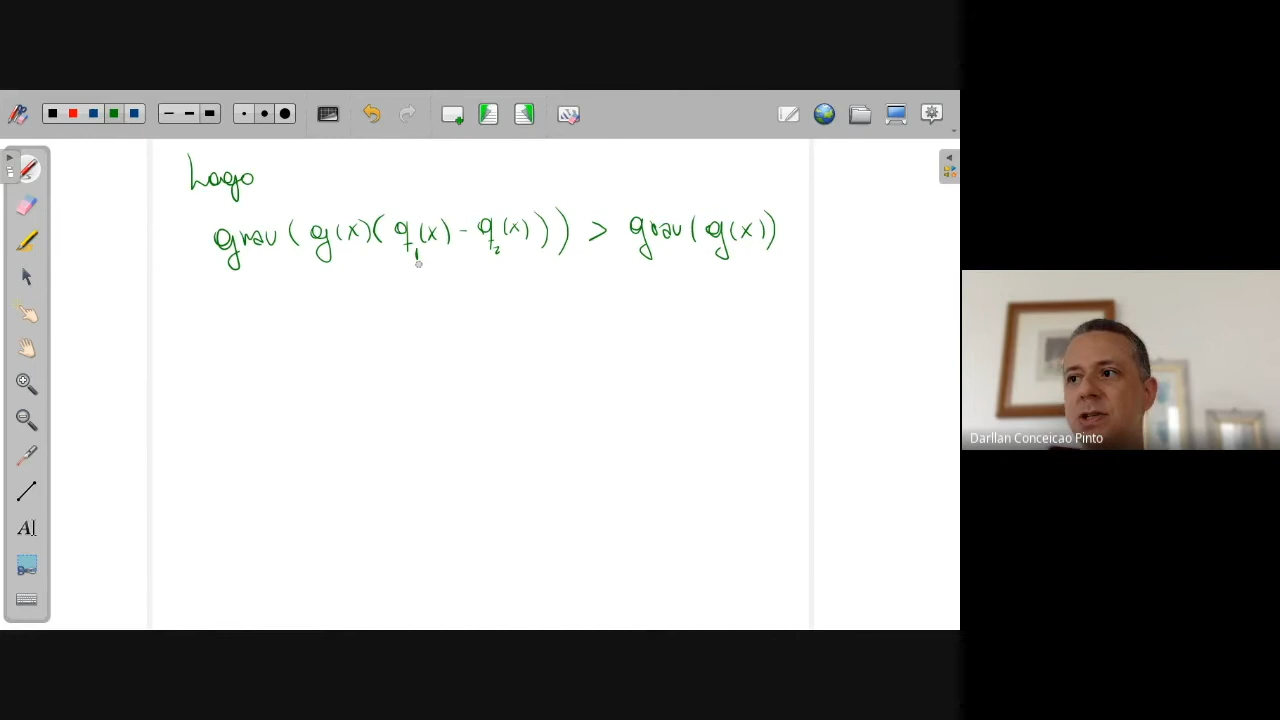 Logo
grau(g(x)(q₁(x) - q₂(x))) > grau(g(x))
Darllan Conceicao Pinto